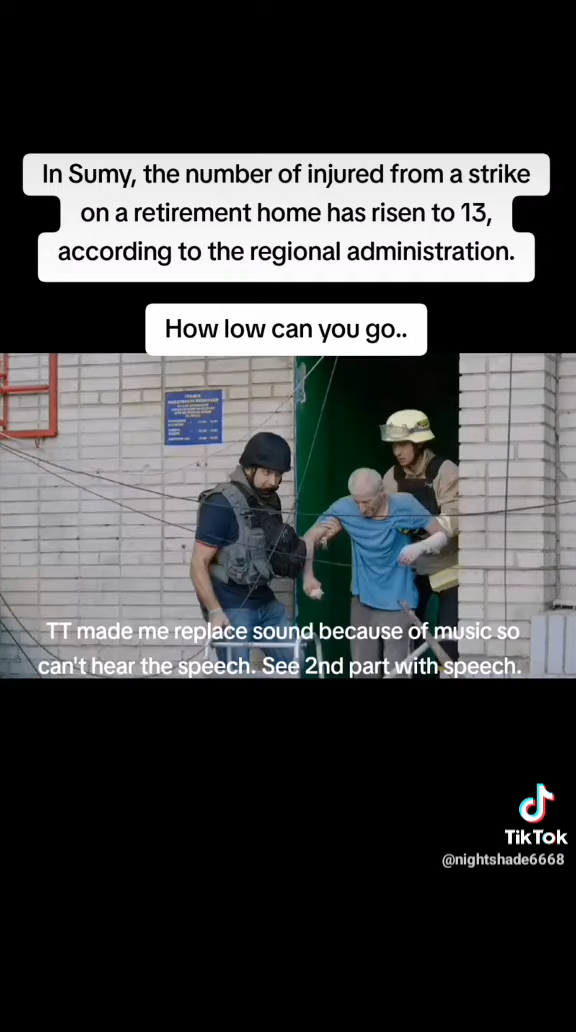 In Sumy, the number of injured from a strike
on a retirement home has risen to 13,
according to the regional administration.
How low can you go..
TT made me replace sound because of music so
can't hear the speech. See 2nd part with speech.
TikTok
@nightshade6668